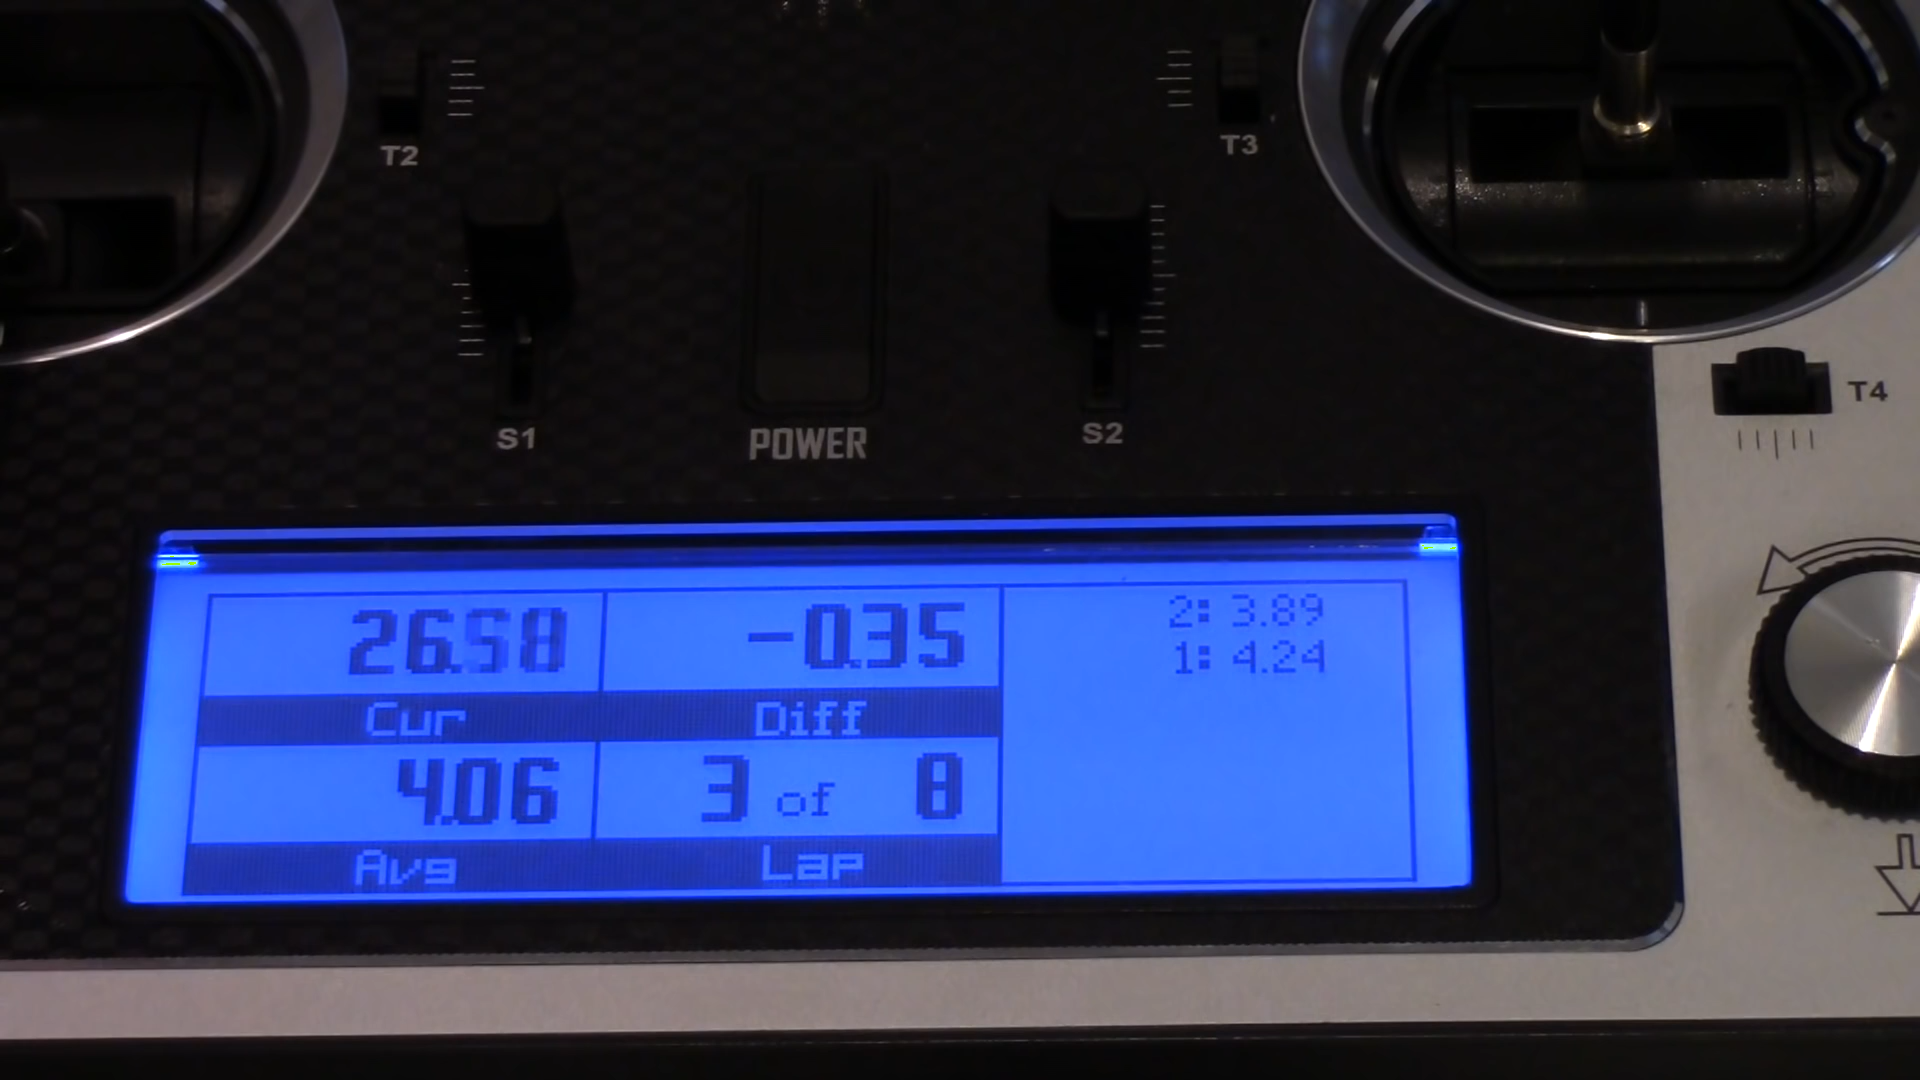 T2
T3
S1
POWER
S2
T4
26.58
-0.35
Cur
Diff
4.06
3 of 8
Avg
Lap
2: 3.89
1: 4.24